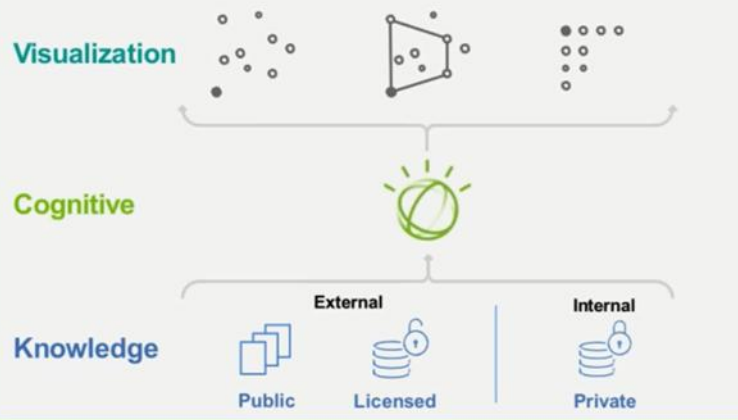 Visualization
Cognitive
External
Internal
Knowledge
Public
Licensed
Private